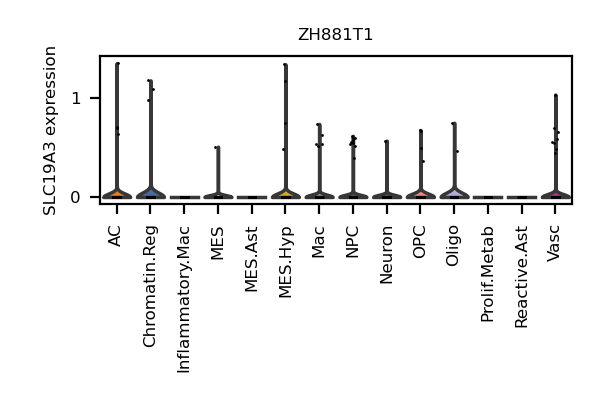 ZH881T1
SLC19A3 expression
1
0
AC
Chromatin.Reg
Inflammatory.Mac
MES
MES.Ast
MES.Hyp
Mac
NPC
Neuron
OPC
Oligo
Prolif.Metab
Reactive.Ast
Vasc